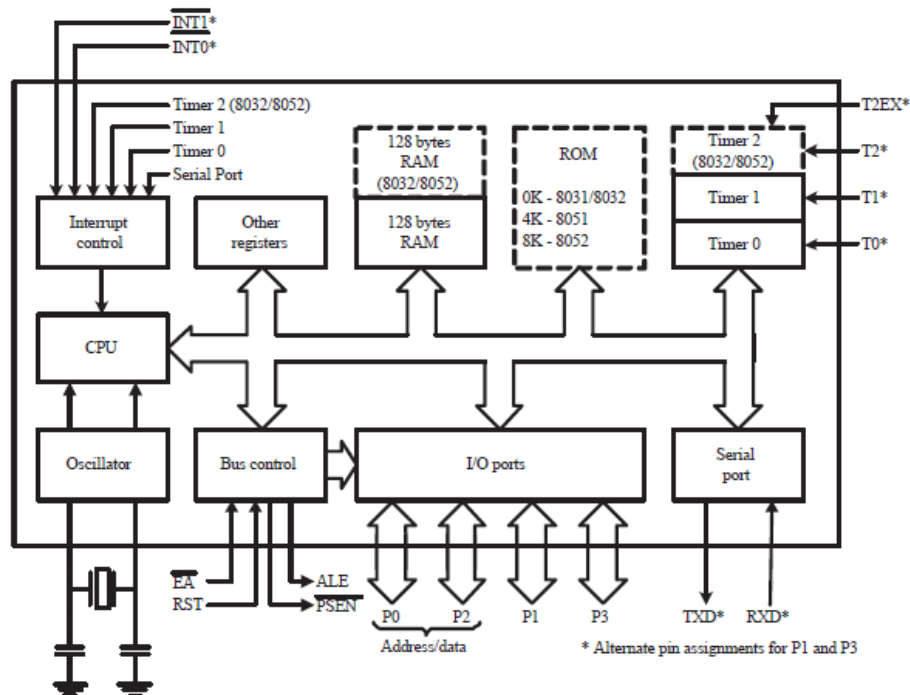 INT1*
INT0*
Timer 2 (8032/8052)
Timer 1
Timer 0
Serial Port
T2EX*
T2*
T1*
T0*
Interrupt
control
Other
registers
128 bytes
RAM
(8032/8052)
128 bytes
RAM
ROM
0K - 8031/8032
4K - 8051
8K - 8052
Timer 2
(8032/8052)
Timer 1
Timer 0
CPU
Oscillator
Bus control
I/O ports
Serial
port
EA
RST
ALE
PSEN
P0
P2
P1
P3
Address/data
TXD*
RXD*
* Alternate pin assignments for P1 and P3